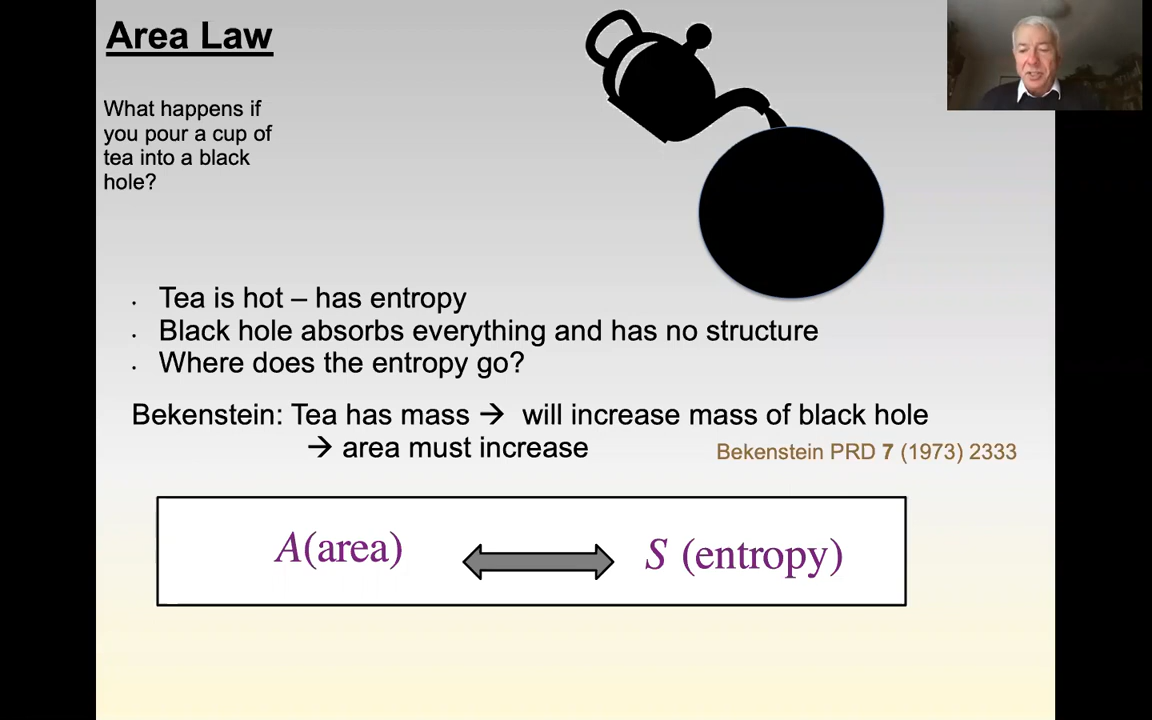 Area Law
What happens if
you pour a cup of
tea into a black
hole?
• Tea is hot – has entropy
• Black hole absorbs everything and has no structure
• Where does the entropy go?
Bekenstein: Tea has mass → will increase mass of black hole
→ area must increase
Bekenstein PRD 7 (1973) 2333
A(area) S (entropy)